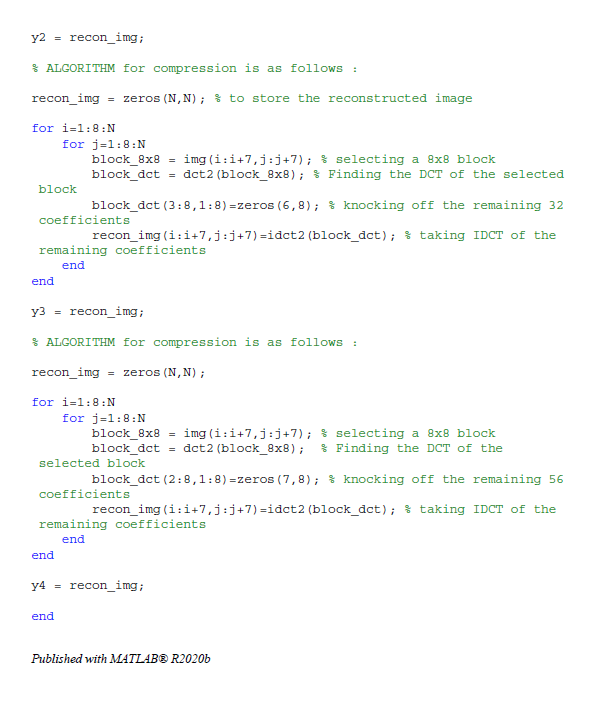 y2 = recon_img;
% ALGORITHM for compression is as follows :
recon_img = zeros(N,N); % to store the reconstructed image
for i=1:8:N
for j=1:8:N
block_8x8 = img(i:i+7,j:j+7); % selecting a 8x8 block
block_dct = dct2(block_8x8); % Finding the DCT of the selected
block
block_dct(3:8,1:8)=zeros(6,8); % knocking off the remaining 32
coefficients
recon_img(i:i+7,j:j+7)=idct2(block_dct); % taking IDCT of the
remaining coefficients
end
end
y3 = recon_img;
% ALGORITHM for compression is as follows :
recon_img = zeros(N,N);
for i=1:8:N
for j=1:8:N
block_8x8 = img(i:i+7,j:j+7); % selecting a 8x8 block
block_dct = dct2(block_8x8);  % Finding the DCT of the
selected block
block_dct(2:8,1:8)=zeros(7,8); % knocking off the remaining 56
coefficients
recon_img(i:i+7,j:j+7)=idct2(block_dct); % taking IDCT of the
remaining coefficients
end
end
y4 = recon_img;
end
Published with MATLAB® R2020b